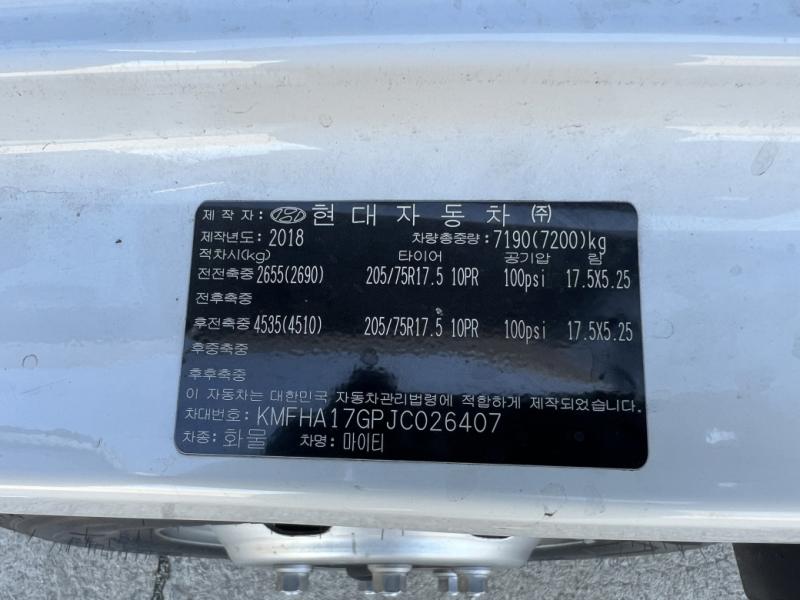 제 작 자 : 현 대 자 동 차 ㈜
제작년도: 2018 차량총중량: 7190(7200)kg
적차시(kg) 타이어 공기압 림
전전축중 2655(2690) 205/75R17.5 10PR 100psi 17.5X5.25
전후축중
후전축중 4535(4510) 205/75R17.5 10PR 100psi 17.5X5.25
후중축중
후후축중
이 자동차는 대한민국 자동차관리법령에 적합하게 제작되었습니다.
차대번호: KMFHA17GPJC026407
차종: 화물 차명: 마이티